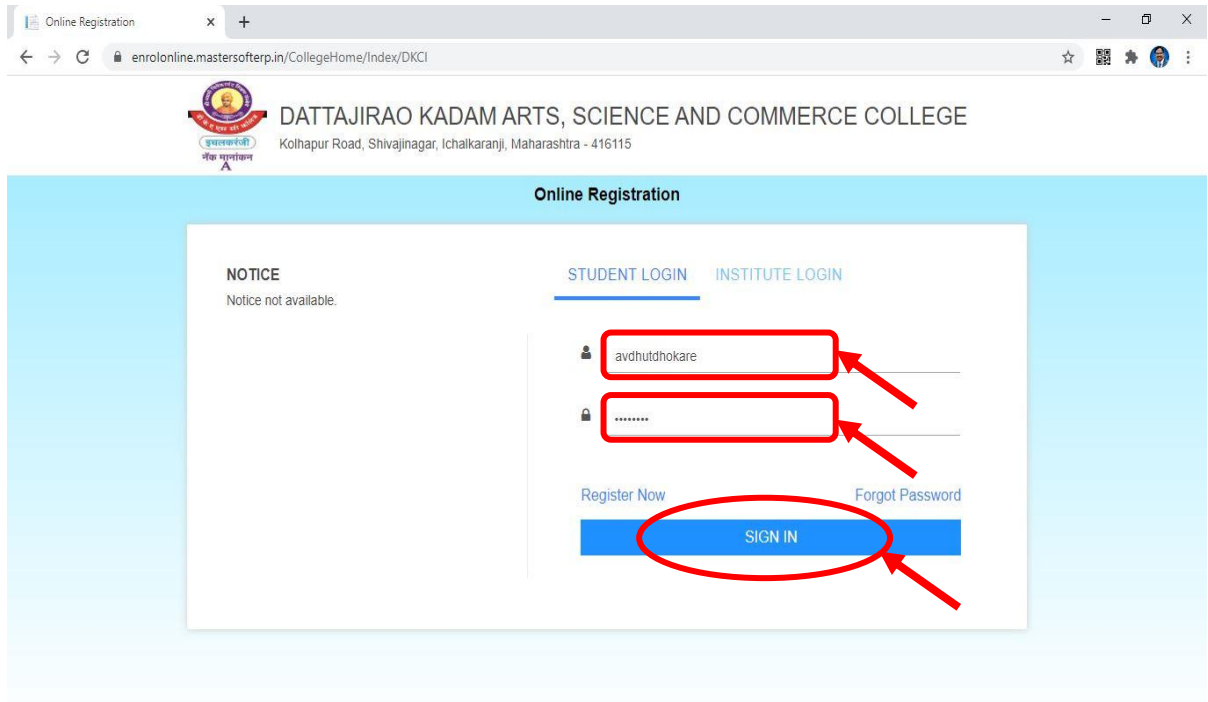 Online Registration
enrolonline.mastersofterp.in/CollegeHome/Index/DKCI
DATTAJIRAO KADAM ARTS, SCIENCE AND COMMERCE COLLEGE
Kolhapur Road, Shivajinagar, Ichalkaranji, Maharashtra - 416115
इचलकरंजी
नॅक मानांकन
A
Online Registration
NOTICE
Notice not available.
STUDENT LOGIN INSTITUTE LOGIN
avdhutdhokare
........
Register Now Forgot Password
SIGN IN